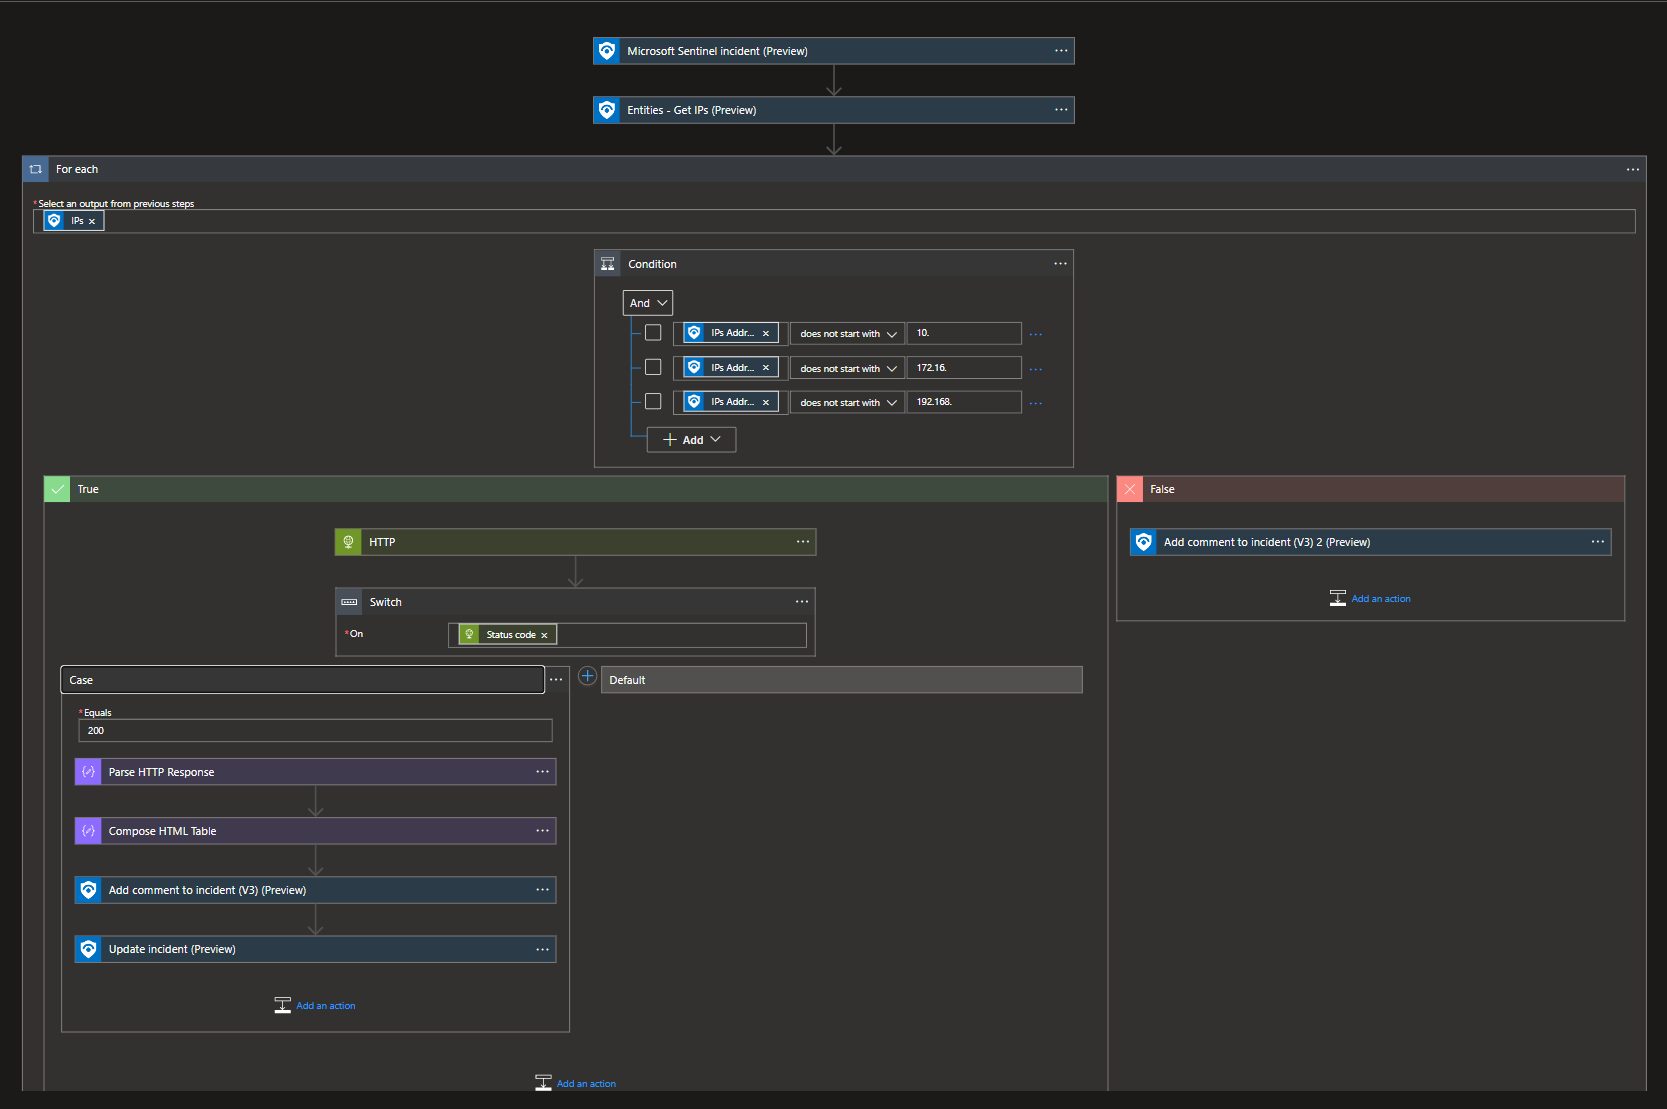 Microsoft Sentinel incident (Preview)
Entities - Get IPs (Preview)
For each
*Select an output from previous steps
IPs
Condition
And
IPs Addr... does not start with 10.
IPs Addr... does not start with 172.16.
IPs Addr... does not start with 192.168.
Add
True
False
HTTP
Add comment to incident (V3) 2 (Preview)
Add an action
Switch
*On Status code
Case
Default
*Equals
200
Parse HTTP Response
Compose HTML Table
Add comment to incident (V3) (Preview)
Update incident (Preview)
Add an action
Add an action